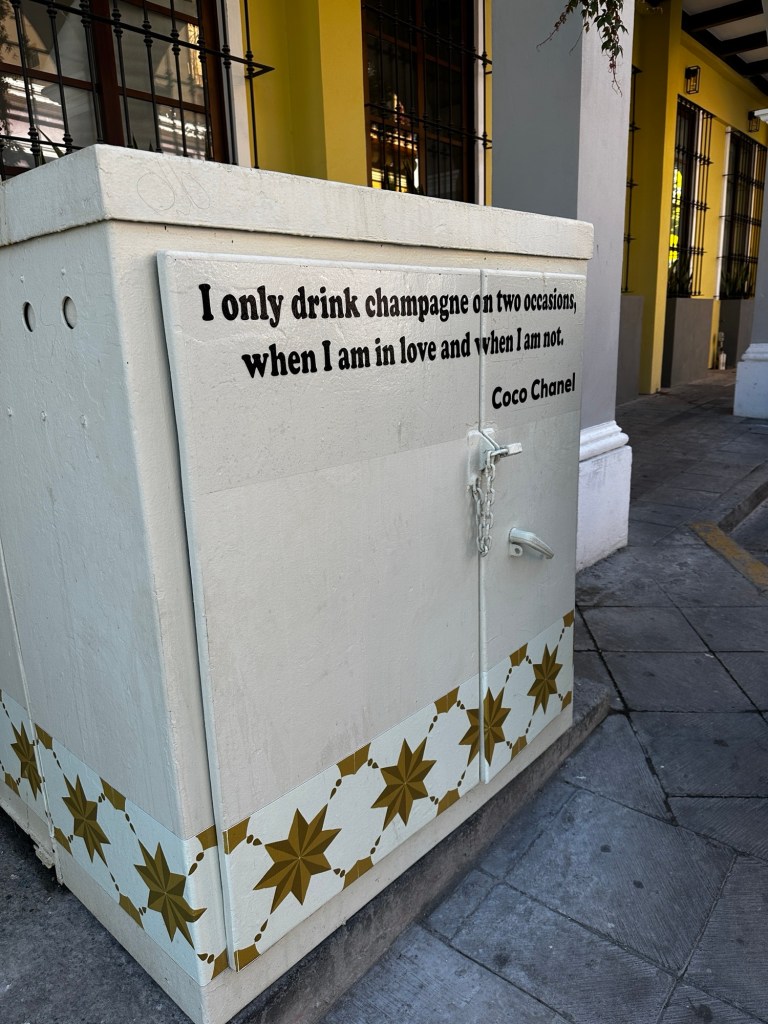 I only drink champagne on two occasions,
when I am in love and when I am not.
Coco Chanel